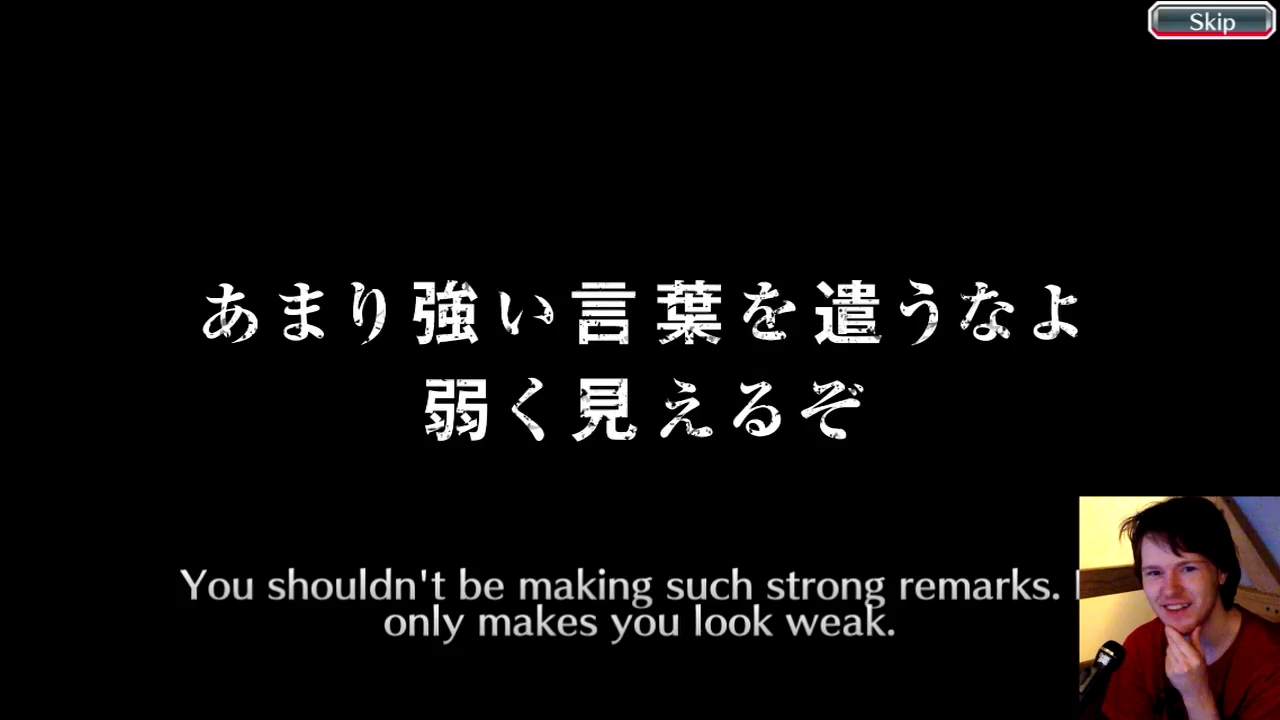 Skip
あまり強い言葉を遣うなよ
弱く見えるぞ
You shouldn't be making such strong remarks.
only makes you look weak.